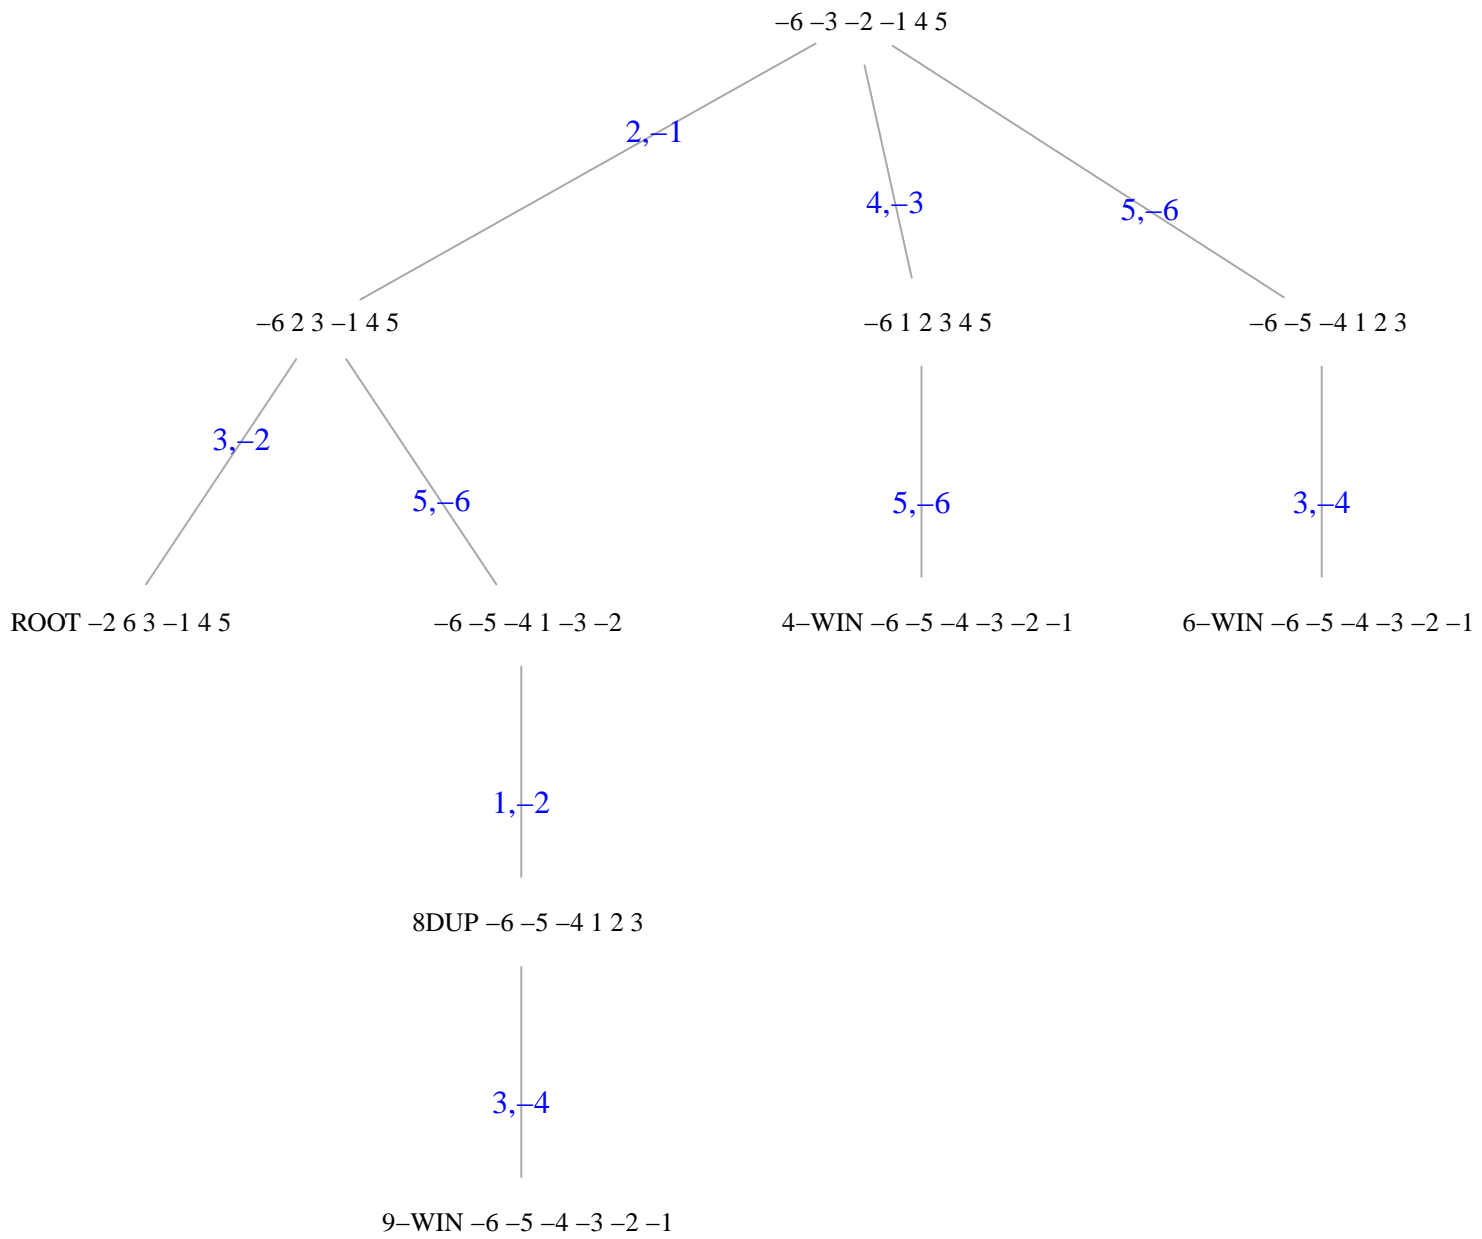 –6 –3 –2 –1 4 5
2,–1
4,–3
5,–6
–6 2 3 –1 4 5
–6 1 2 3 4 5
–6 –5 –4 1 2 3
3,–2
5,–6
5,–6
3,–4
ROOT –2 6 3 –1 4 5
–6 –5 –4 1 –3 –2
4–WIN –6 –5 –4 –3 –2 –1
6–WIN –6 –5 –4 –3 –2 –1
1,–2
8DUP –6 –5 –4 1 2 3
3,–4
9–WIN –6 –5 –4 –3 –2 –1